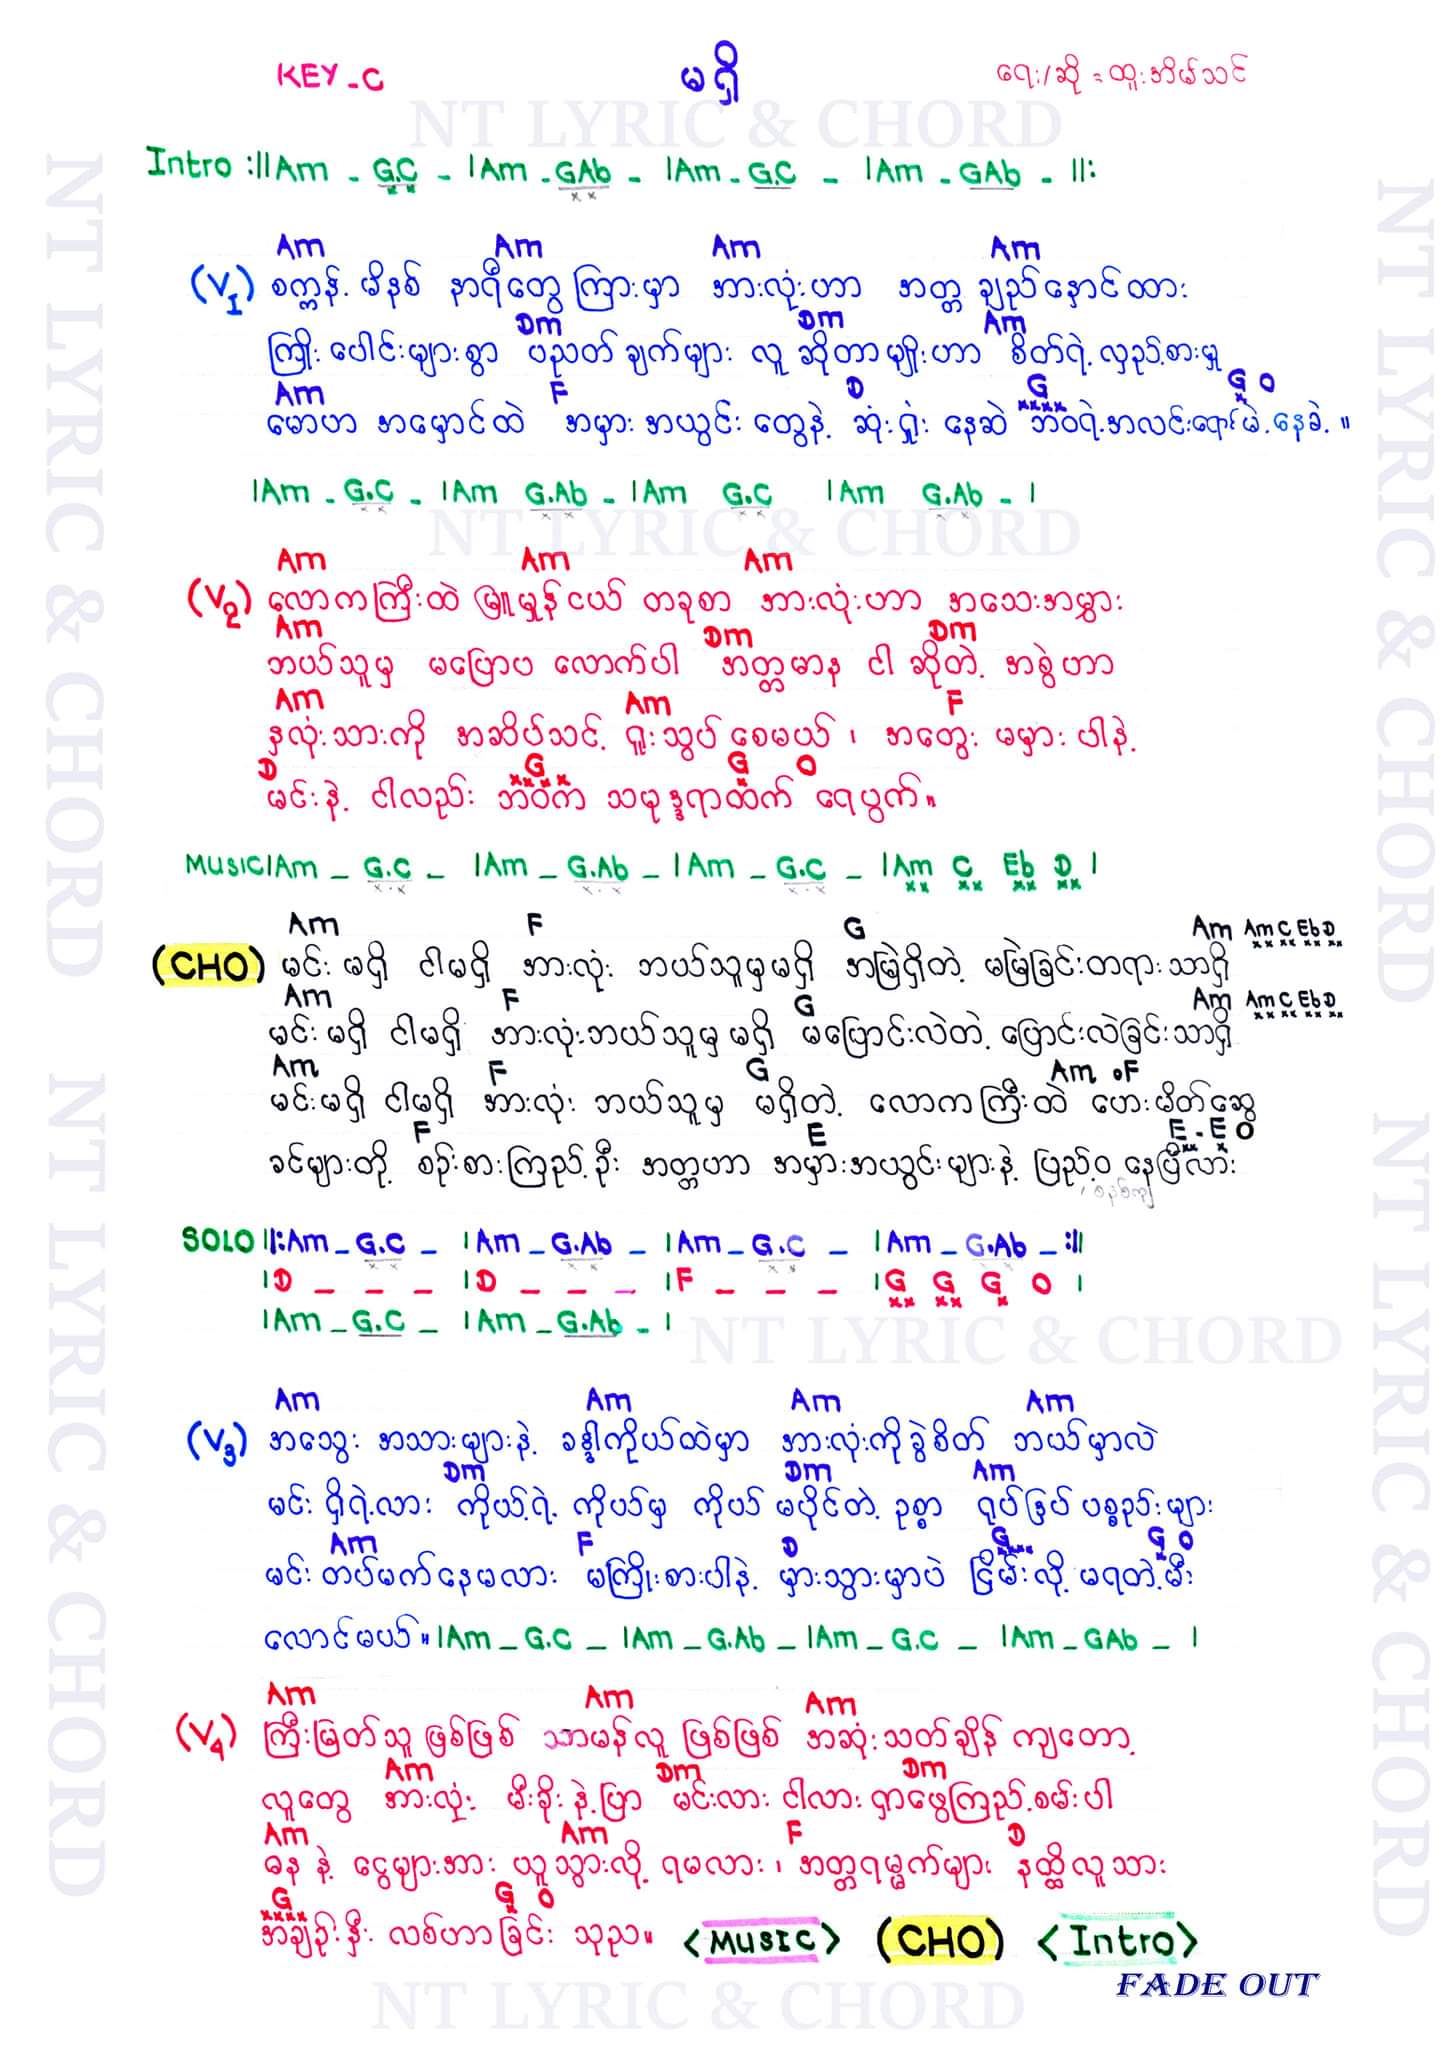 KEY - C
မရှိ
ရေး/ဆို = ထူးအိမ်သင်
NT LYRIC & CHORD
Intro :|| Am - G.C - | Am - GAb - | Am - G.C - | Am - GAb - ||:
Am Am Am Am
(V1) စက္ကန့် မိနစ် နာရီတွေ ကြားမှာ အားလုံးဟာ အတ္တ ချည်နှောင်ထား
Dm Dm Am
ကြိုးပေါင်းများစွာ ပညတ်ချက်များ လူ ဆိုတာမျိုးဟာ စိတ်ရဲ့ လှည့်စားမှု
Am F D G G O
မောဟ အမှောင်ထဲ အမှား အယွင်း တွေနဲ့ ဆုံးရှုံး နေဆဲ ဘဝရဲ့ အလင်းရောင်မဲ့ နေခဲ့ ။
| Am - G.C - | Am G.Ab - | Am G.C | Am G.Ab - |
NT LYRIC & CHORD
Am Am Am
(V2) လောကကြီးထဲ မြူမှုန်ငယ် တခုစာ အားလုံးဟာ အသေးအမွှား
Am Dm Dm
ဘယ်သူမှ မပြောပ လောက်ပါ အတ္တမာန ငါ ဆိုတဲ့ အစွဲဟာ
Am Am F
နှလုံးသားကို အဆိပ်သင့် ရူးသွပ် စေမယ် ၊ အတွေး မမှား ပါနဲ့
D G G O
မင်းနဲ့ ငါလည်း ဘဝက သမုဒ္ဒရာထက် ရေပွက် ။
MUSIC | Am - G.C - | Am - G.Ab - | Am - G.C - | Am C Eb D |
Am F G Am Am C Eb D
(CHO) မင်း မရှိ ငါမရှိ အားလုံး ဘယ်သူမှမရှိ အမြဲရှိတဲ့ မမြဲခြင်းတရားသာရှိ
Am F G Am Am C Eb D
မင်း မရှိ ငါမရှိ အားလုံးဘယ်သူမှ မရှိ မပြောင်းလဲတဲ့ ပြောင်းလဲခြင်းသာရှိ
Am F G Am F
မင်းမရှိ ငါမရှိ အားလုံး ဘယ်သူမှ မရှိတဲ့ လောကကြီးထဲ ဟေးမိတ်ဆွေ
F E E - E O
ခင်များတို့ စဉ်းစားကြည့်ဦး အတ္တဟာ အမှားအယွင်းများနဲ့ ပြည့်ဝ နေပြီလား
SOLO ||: Am - G.C - | Am - G.Ab - | Am - G.C - | Am - G.Ab - :||
| D - - - | D - - - | F - - - | G G G O |
| Am - G.C - | Am - G.Ab - |
NT LYRIC & CHORD
Am Am Am Am
(V3) အသွေး အသားများနဲ့ ခန္ဓါကိုယ်ထဲမှာ အားလုံးကိုခွဲစိတ် ဘယ်မှာလဲ
Dm Dm Am
မင်း ရှိရဲ့လား ကိုယ့်ရဲ့ ကိုယ်မှ ကိုယ် မပိုင်တဲ့ ဥစ္စာ ရုပ်ဒြပ် ပစ္စည်းများ
Am F D G G O
မင်း တပ်မက်နေမလား မကြိုးစားပါနဲ့ မှားသွားမှာပဲ ငြိမ်းလို့ မရတဲ့မီး
လောင်မယ် ။ | Am - G.C - | Am - G.Ab - | Am - G.C - | Am - GAb - |
Am Am Am
(V4) ကြီးမြတ်သူ ဖြစ်ဖြစ် သာမန်လူ ဖြစ်ဖြစ် အဆုံးသတ်ချိန် ကျတော့
Am Dm Dm
လူတွေ အားလုံး မီးခိုး နဲ့ ပြာ မင်းလား ငါလား ရှာဖွေကြည့်စမ်းပါ
Am Am F D
ဓန နဲ့ ငွေများအား ယူသွားလို့ ရမလား ၊ အတ္တရမ္မက်များ နတ္ထိလူသား
G G O
အချည်းနှီး လစ်ဟာခြင်း သုည ။ <MUSIC> (CHO) <Intro>
FADE OUT
NT LYRIC & CHORD
NT LYRIC & CHORD
NT LYRIC & CHORD
NT LYRIC & CHORD
NT LYRIC & CHORD